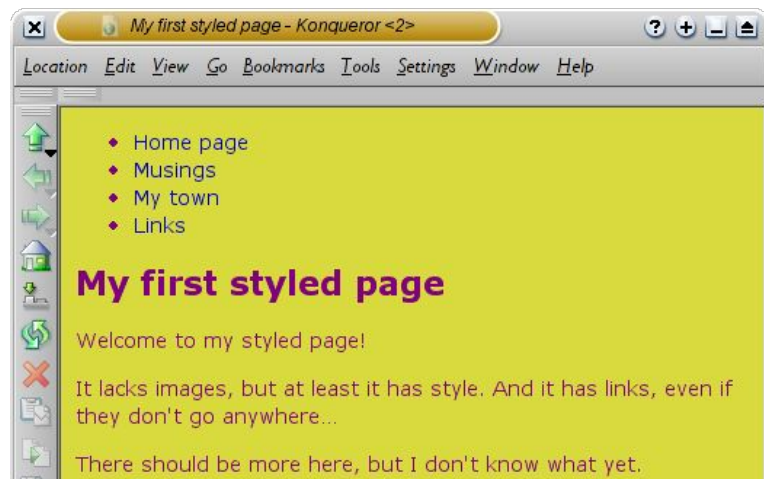 My first styled page - Konqueror <2>
Location Edit View Go Bookmarks Tools Settings Window Help
Home page
Musings
My town
Links
My first styled page
Welcome to my styled page!
It lacks images, but at least it has style. And it has links, even if
they don't go anywhere...
There should be more here, but I don't know what yet.